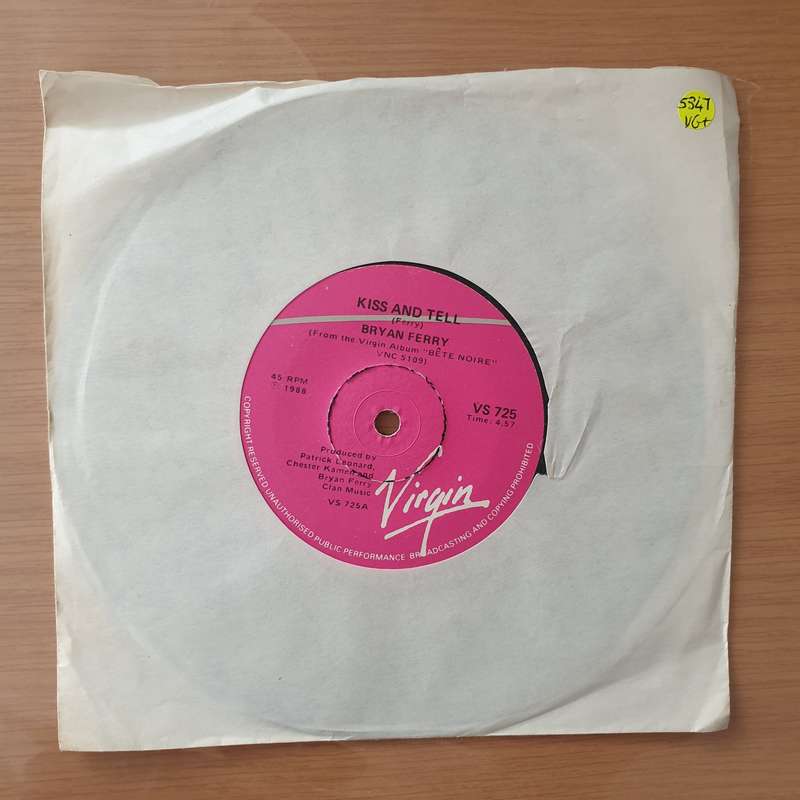 5347
VG+
KISS AND TELL
(Ferry)
BRYAN FERRY
(From the Virgin Album "BÊTE NOIRE"
VNC 5109)
45 RPM
Ⓟ 1988
VS 725
Time: 4.57
Produced by
Patrick Leonard,
Chester Kamen and
Bryan Ferry
Clan Music
VS 725A
Virgin
COPYRIGHT RESERVED UNAUTHORISED PUBLIC PERFORMANCE BROADCASTING AND COPYING PROHIBITED